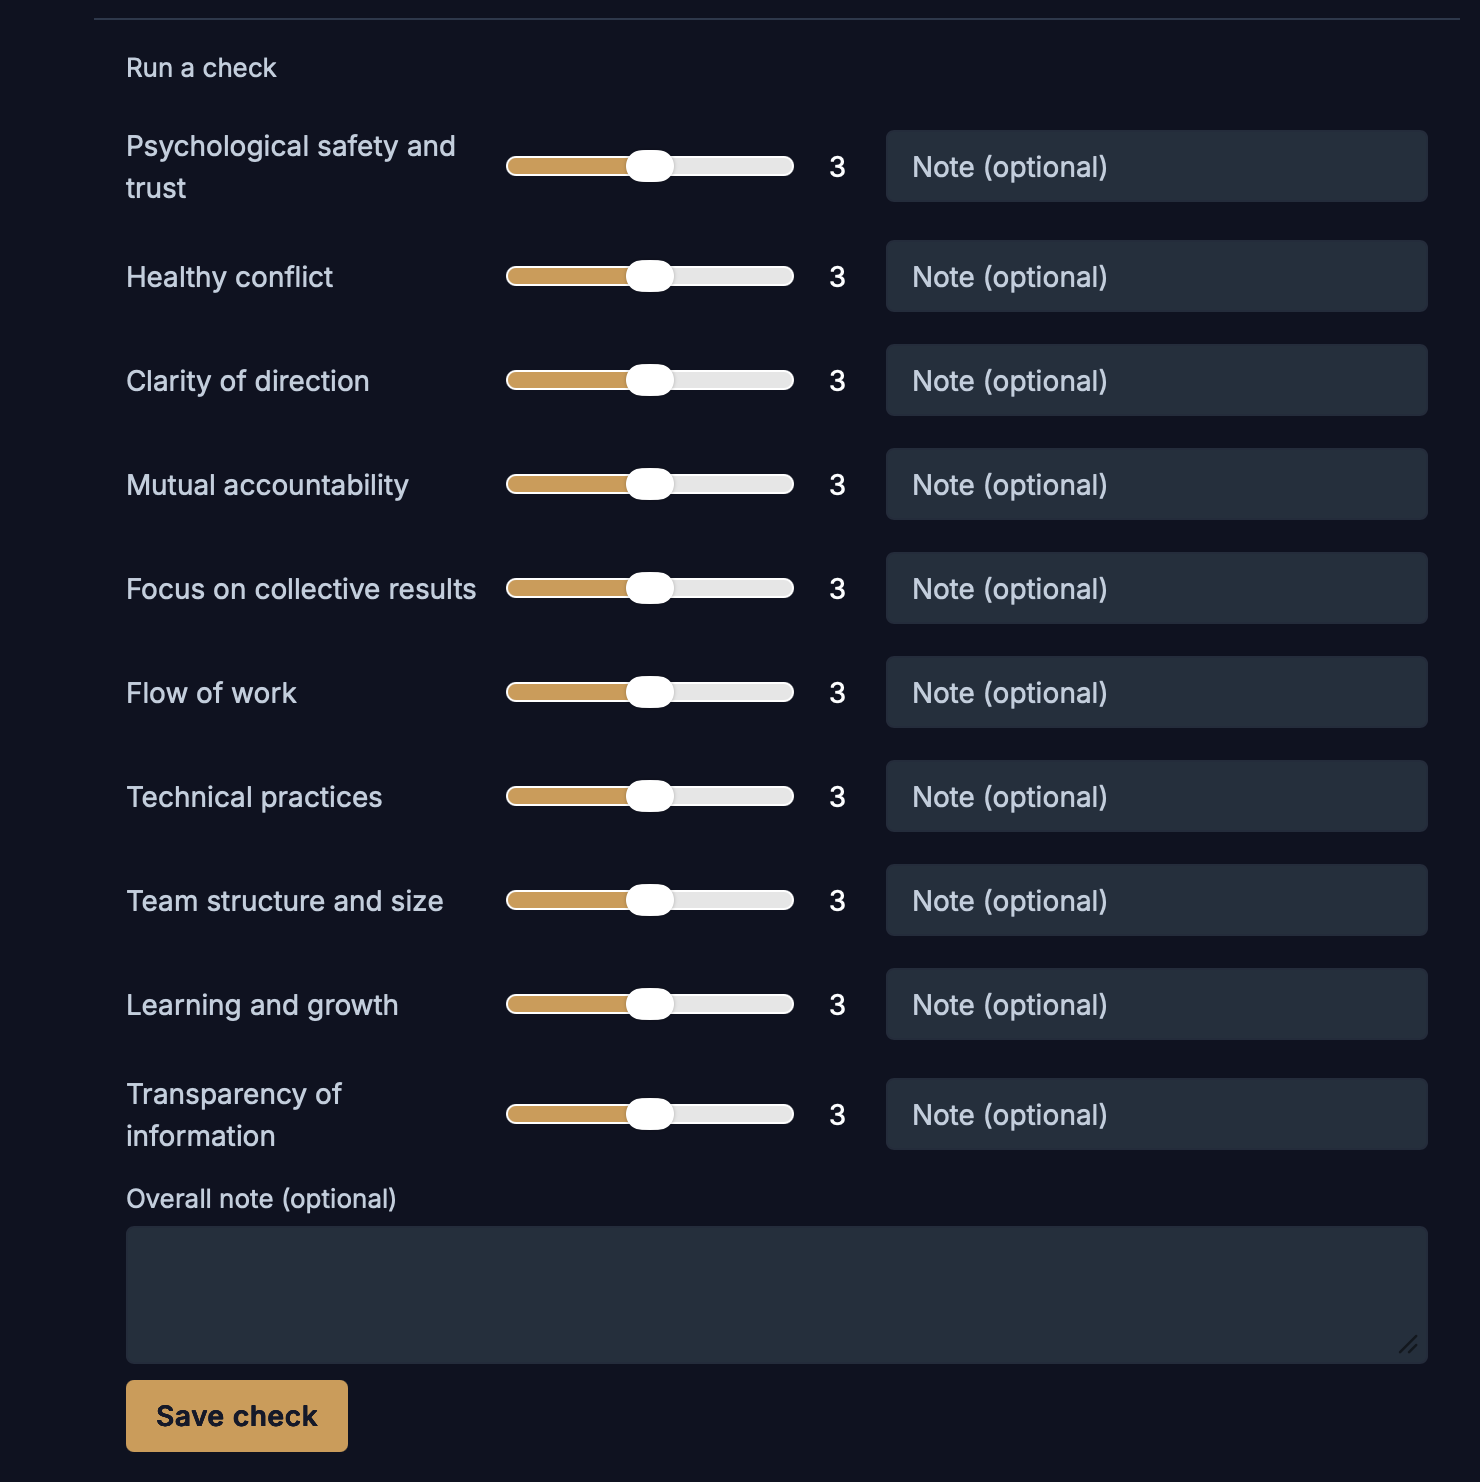 Run a check
Psychological safety and
trust
3
Note (optional)
Healthy conflict
3
Note (optional)
Clarity of direction
3
Note (optional)
Mutual accountability
3
Note (optional)
Focus on collective results
3
Note (optional)
Flow of work
3
Note (optional)
Technical practices
3
Note (optional)
Team structure and size
3
Note (optional)
Learning and growth
3
Note (optional)
Transparency of
information
3
Note (optional)
Overall note (optional)
Save check